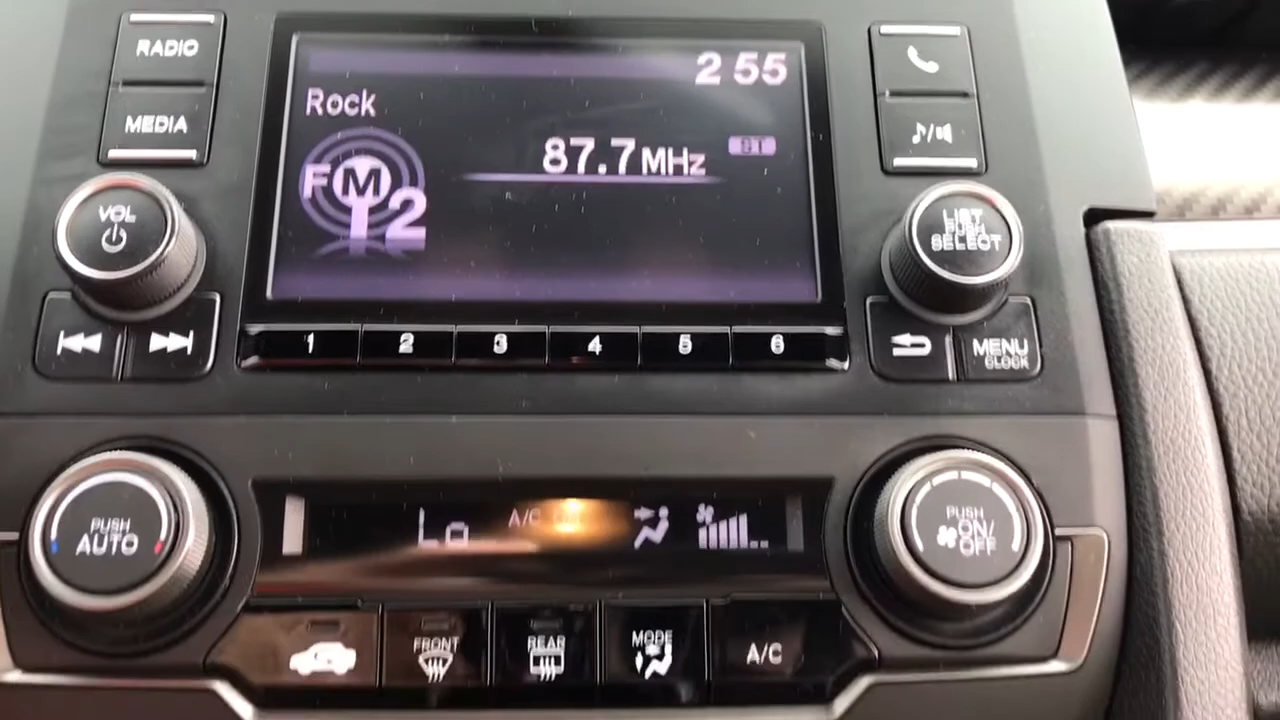 RADIO
MEDIA
VOL
2 55
Rock
FM 2
87.7 MHz
ST
LIST
PUSH
SELECT
1 2 3 4 5 6
MENU
CLOCK
PUSH
AUTO
Lo
A/C
PUSH
ON/
OFF
FRONT
REAR
MODE
A/C